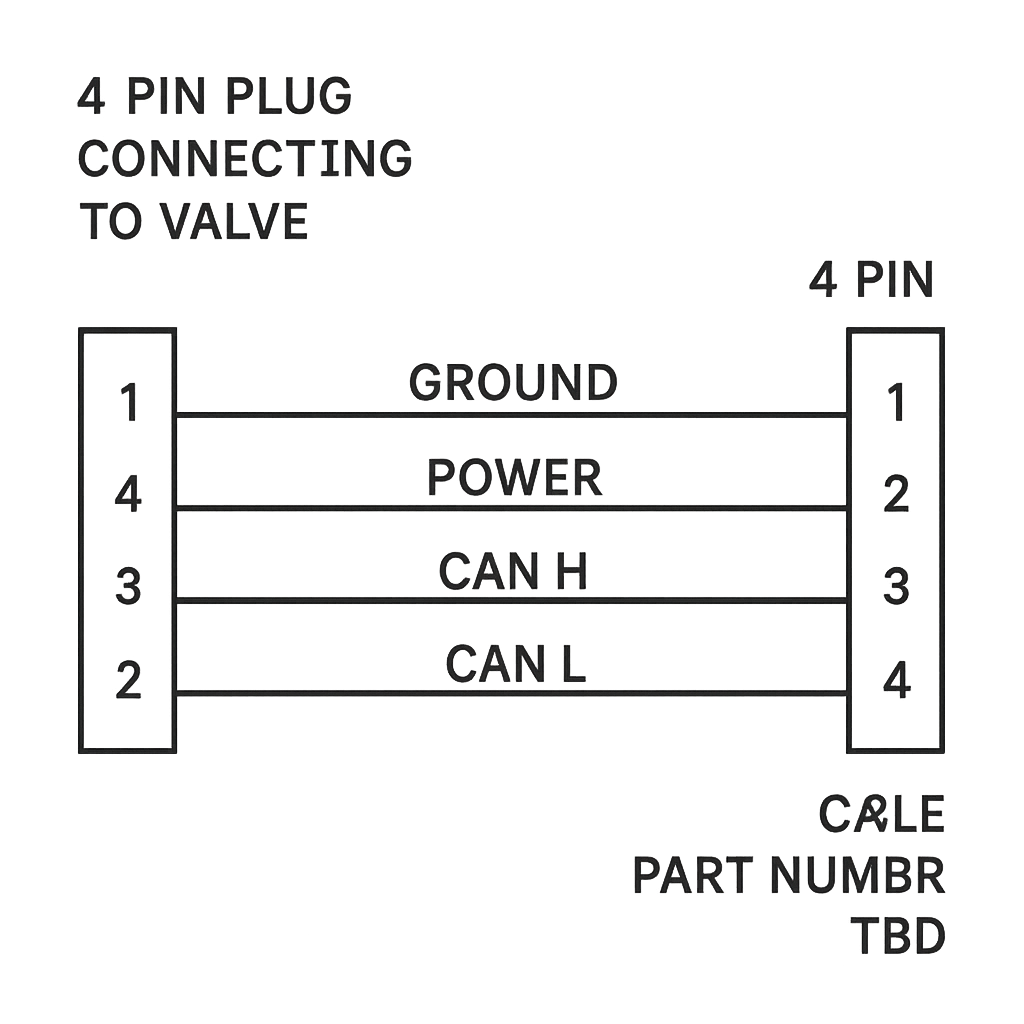 4 PIN PLUG
CONNECTING
TO VALVE
4 PIN
1 GROUND 1
4 POWER 2
3 CAN H 3
2 CAN L 4
PART NUMBR
TBD